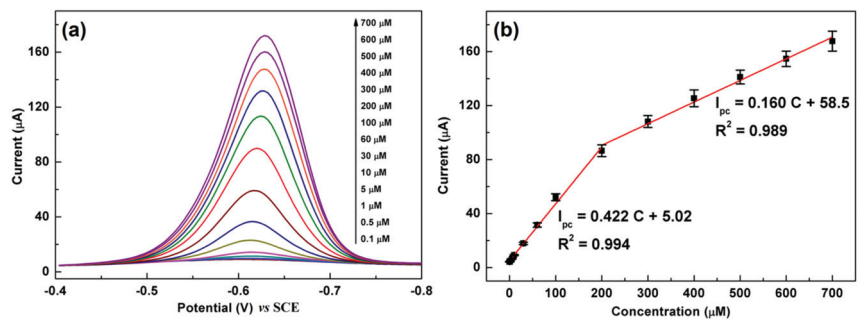 (a)
700 μM
600 μM
500 μM
400 μM
300 μM
200 μM
100 μM
60 μM
30 μM
10 μM
5 μM
1 μM
0.5 μM
0.1 μM
160
120
80
40
0
Current (μA)
-0.4
-0.5
-0.6
-0.7
-0.8
Potential (V) vs SCE
(b)
160
120
80
40
0
Current (μA)
I_pc = 0.160 C + 58.5
R² = 0.989
I_pc = 0.422 C + 5.02
R² = 0.994
0
100
200
300
400
500
600
700
Concentration (μM)